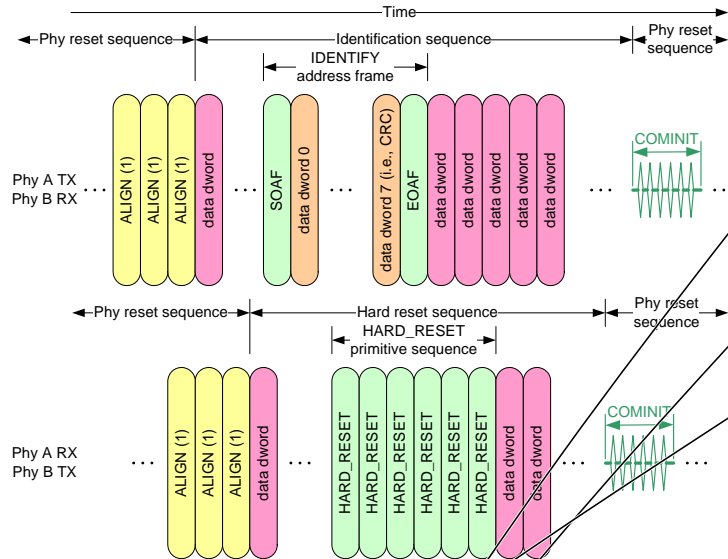 Time
Phy reset sequence
Identification sequence
Phy reset
sequence
IDENTIFY
address frame
Phy A TX
Phy B RX
...
ALIGN (1)
ALIGN (1)
ALIGN (1)
data dword
...
SOAF
data dword 0
...
data dword 7 (i.e., CRC)
EOAF
data dword
data dword
data dword
data dword
data dword
...
COMINIT
...
Phy reset sequence
Hard reset sequence
Phy reset
sequence
HARD_RESET
primitive sequence
Phy A RX
Phy B TX
...
ALIGN (1)
ALIGN (1)
ALIGN (1)
data dword
...
HARD_RESET
HARD_RESET
HARD_RESET
HARD_RESET
HARD_RESET
HARD_RESET
data dword
data dword
...
COMINIT
...